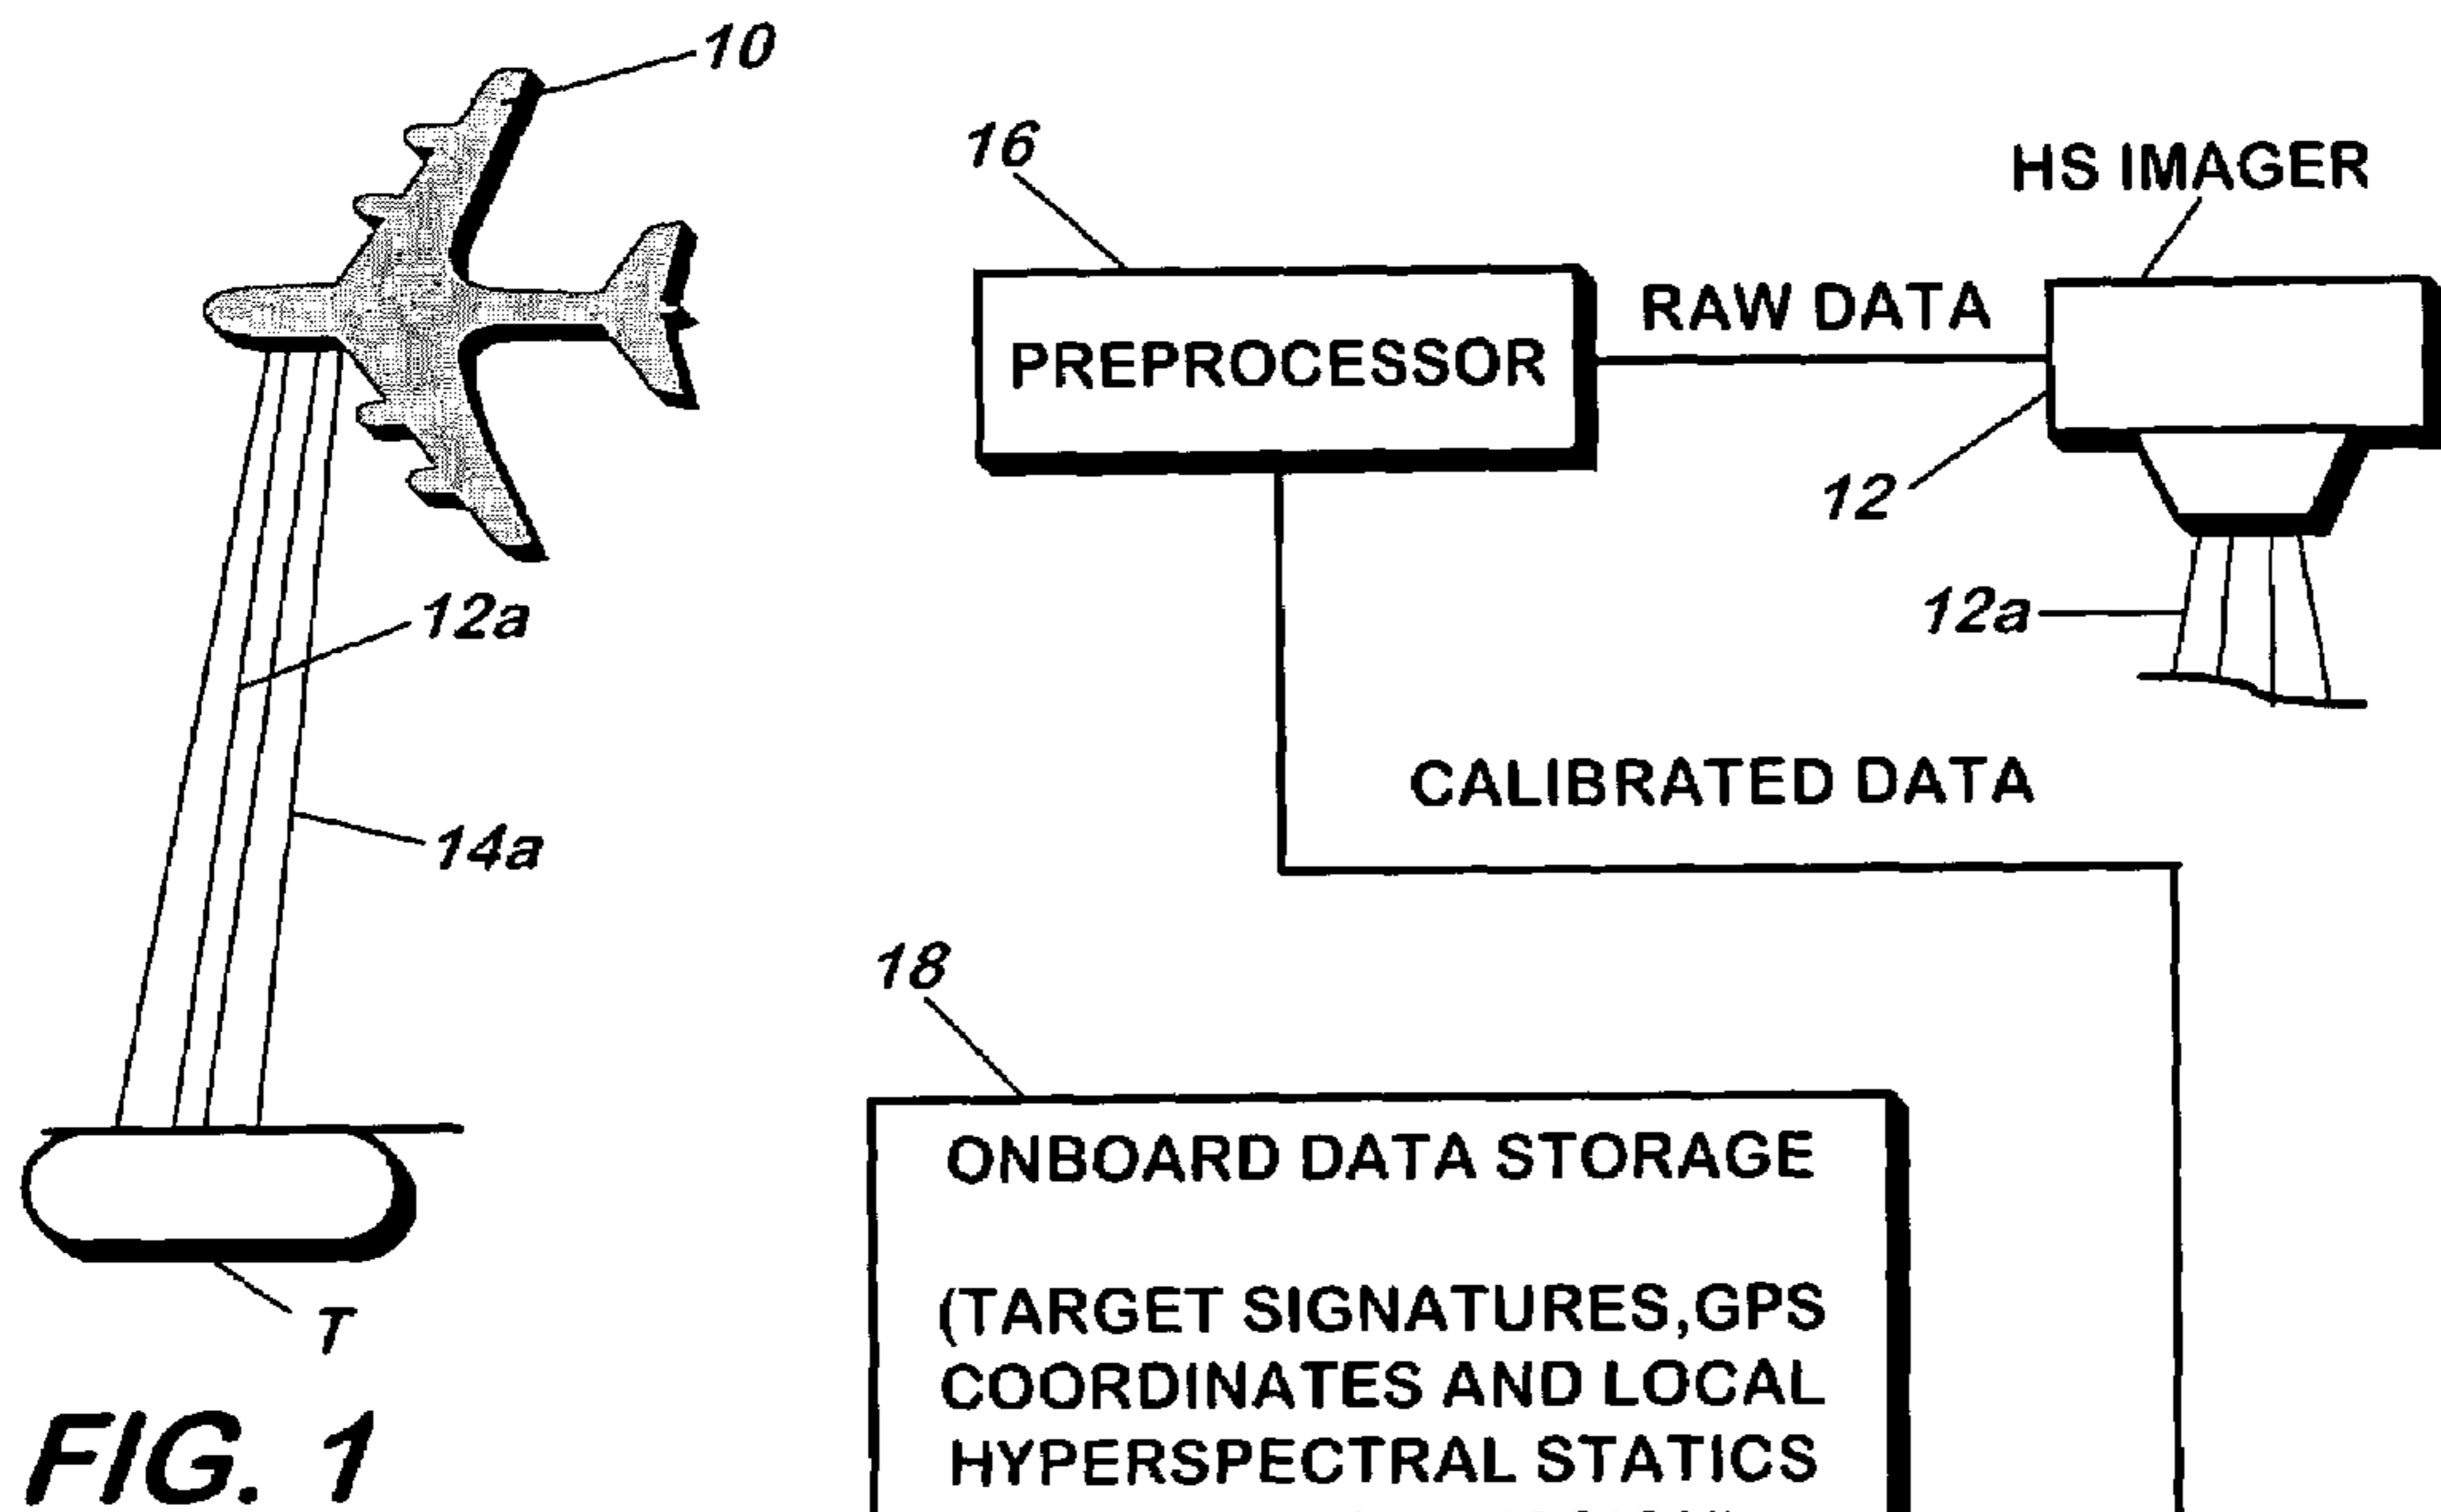 10
16
HS IMAGER
RAW DATA
PREPROCESSOR
12
12a
12a
CALIBRATED DATA
14a
18
ONBOARD DATA STORAGE
(TARGET SIGNATURES,GPS
COORDINATES AND LOCAL
HYPERSPECTRAL STATICS
T
FIG. 1